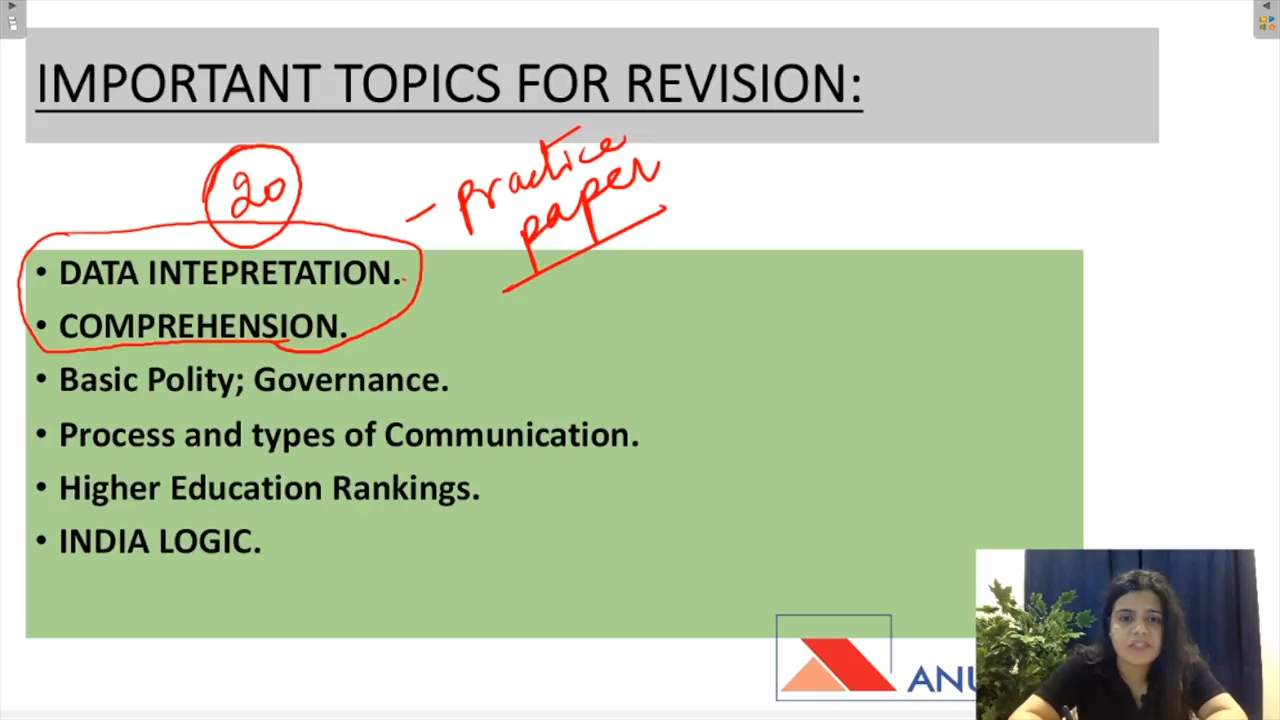 IMPORTANT TOPICS FOR REVISION:
20
- practice
paper
• DATA INTEPRETATION.
• COMPREHENSION.
• Basic Polity; Governance.
• Process and types of Communication.
• Higher Education Rankings.
• INDIA LOGIC.